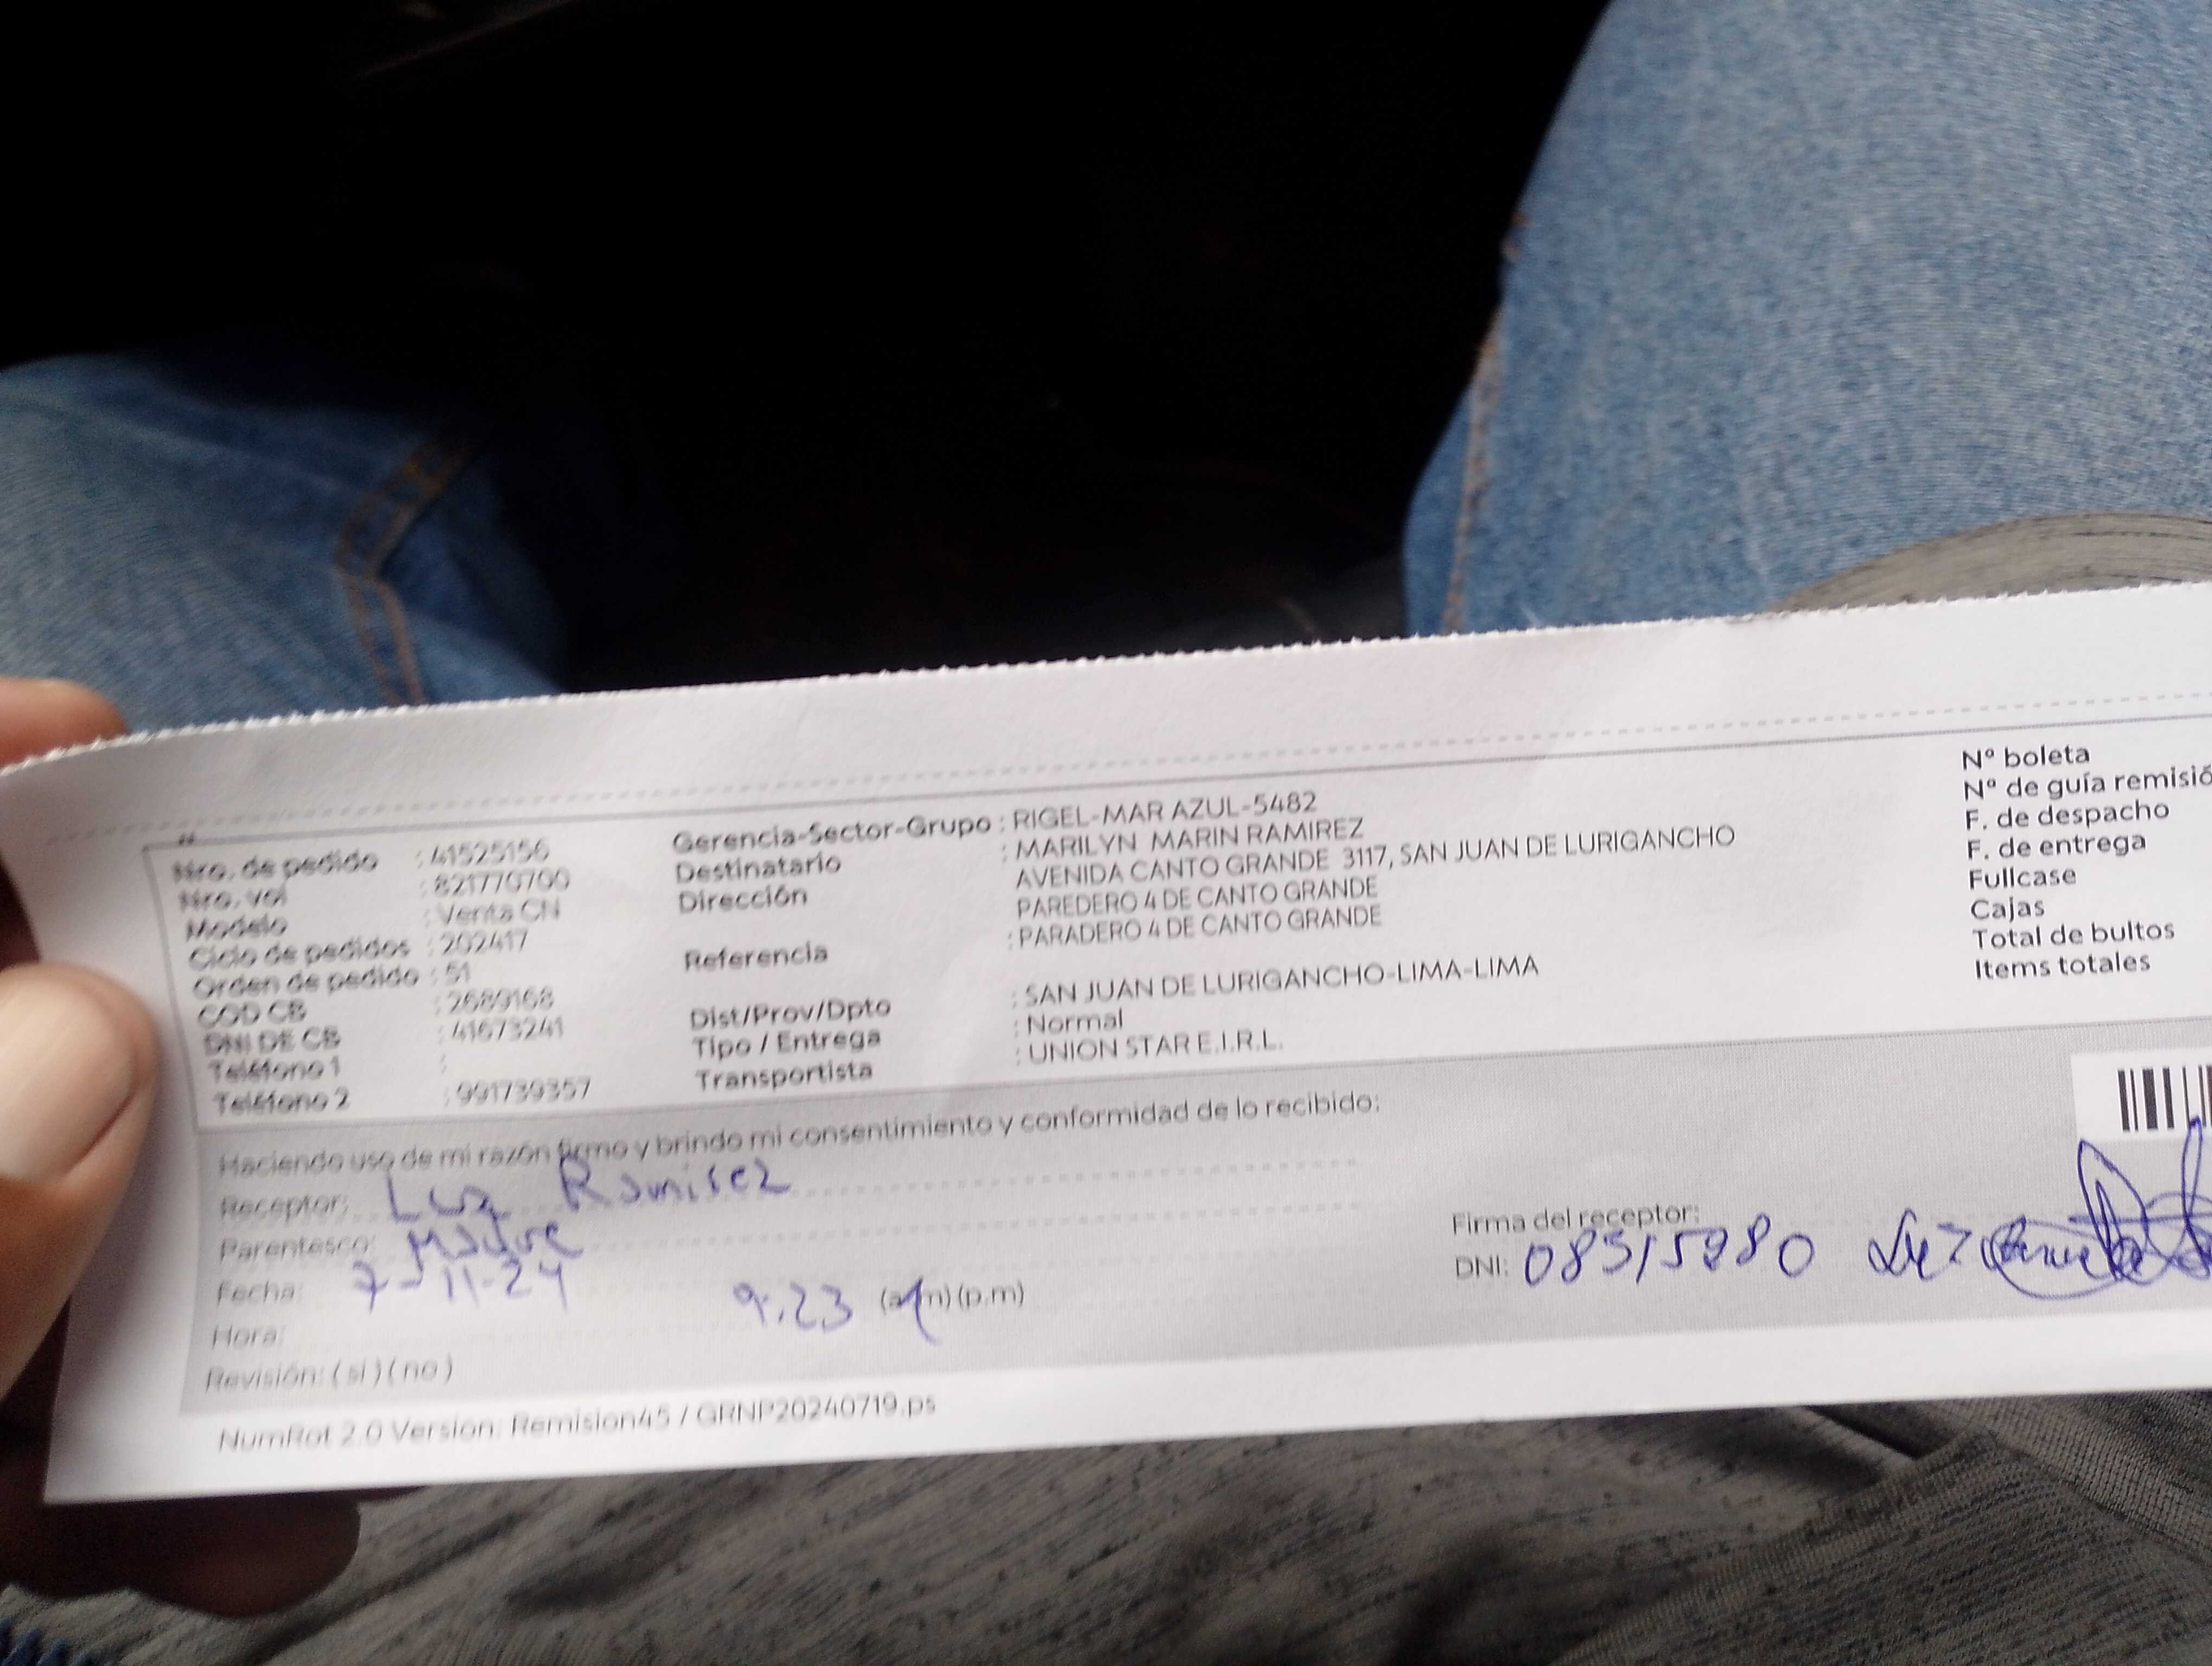 Nro. de pedido : 41525156
Nro. vol : 821770700
Modelo : Venta CN
Ciclo de pedidos : 202417
Orden de pedido : 51
COD CB : 2689168
DNI DE CB : 41673241
Teléfono 1 :
Teléfono 2 : 991739357
Gerencia-Sector-Grupo : RIGEL-MAR AZUL-5482
Destinatario : MARILYN MARIN RAMIREZ
Dirección AVENIDA CANTO GRANDE 3117, SAN JUAN DE LURIGANCHO
PAREDERO 4 DE CANTO GRANDE
Referencia : PARADERO 4 DE CANTO GRANDE
Dist/Prov/Dpto : SAN JUAN DE LURIGANCHO-LIMA-LIMA
Tipo / Entrega : Normal
Transportista : UNION STAR E.I.R.L.
Nº boleta
Nº de guía remisió
F. de despacho
F. de entrega
Fullcase
Cajas
Total de bultos
Items totales
Haciendo uso de mi razón firmo y brindo mi consentimiento y conformidad de lo recibido:
Receptor: Luz Ramirez
Parentesco: Madre
Fecha: 7-11-24
Hora: 9.23 (a.m) (p.m)
Revisión: (si) (no)
Firma del receptor:
DNI: Luz
NumRot 2.0 Version: Remision45 / GRNP20240719.ps